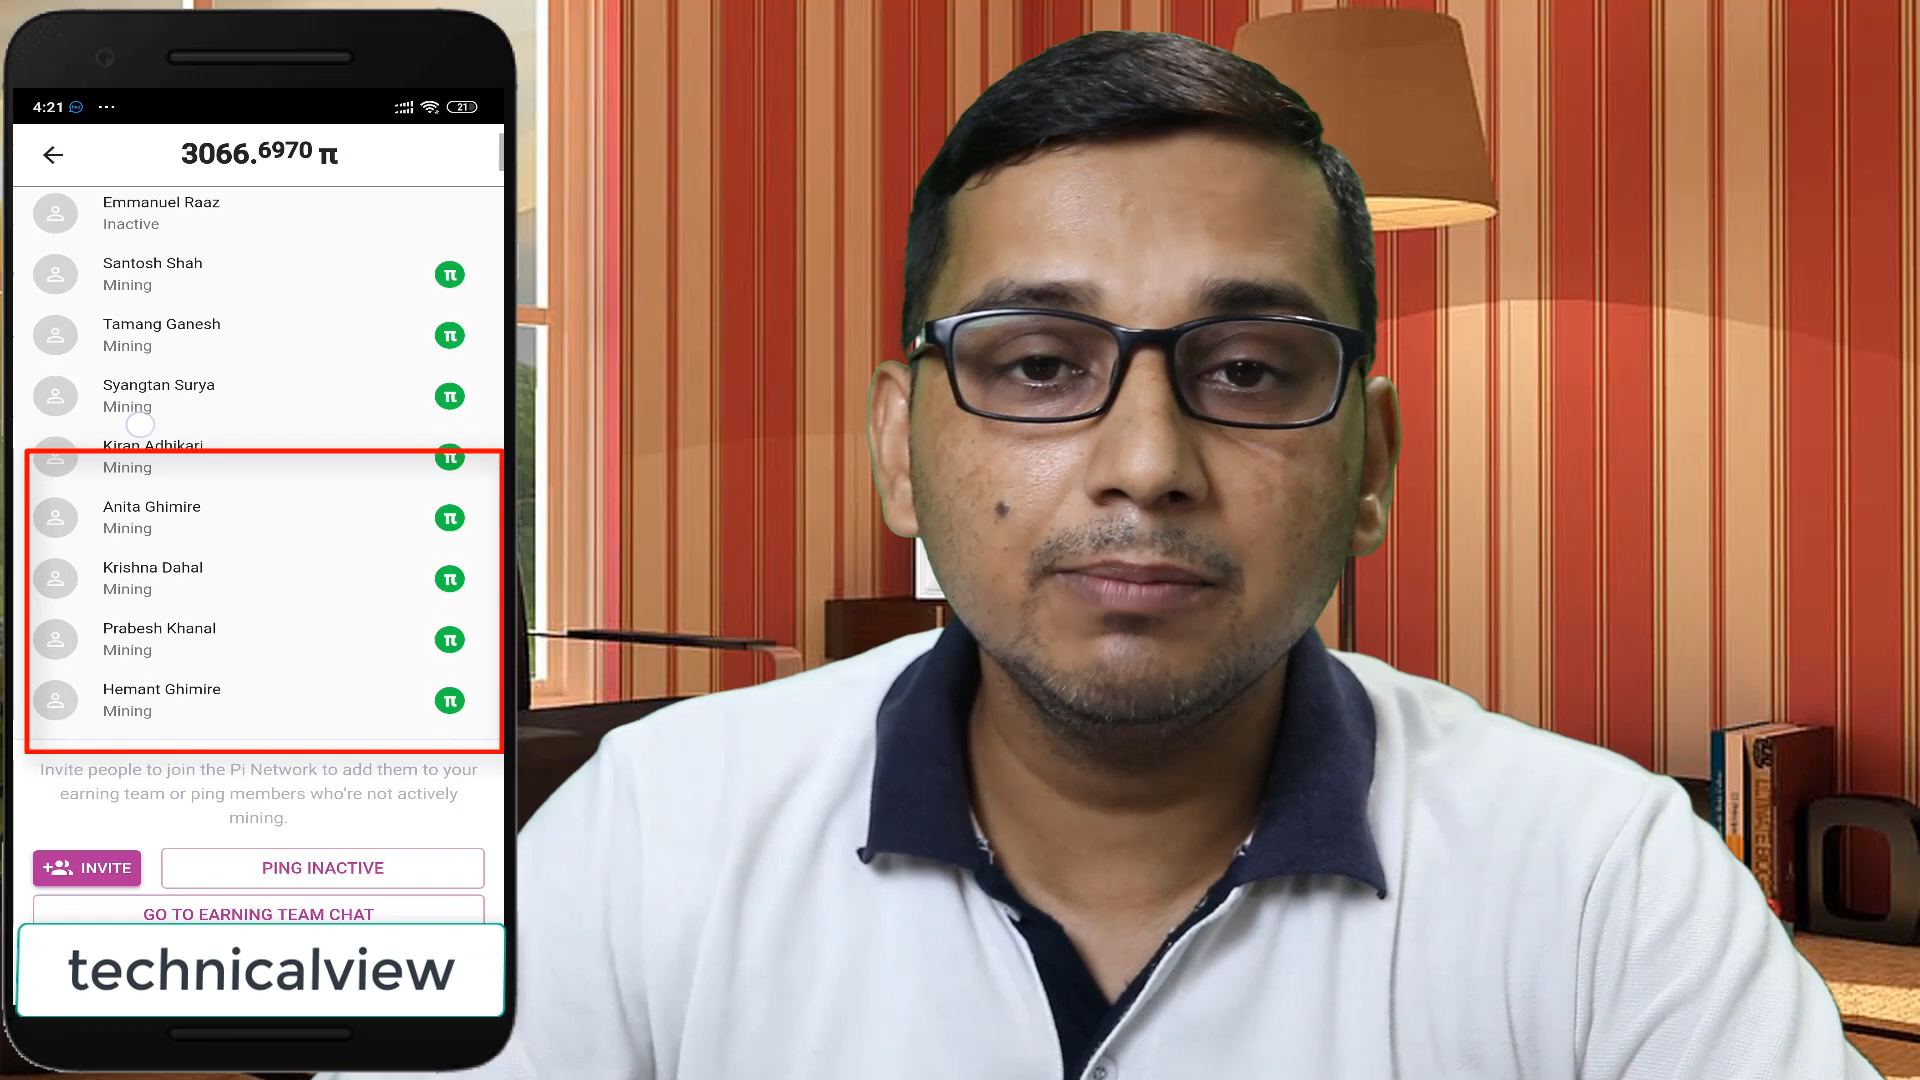 4:21
21
3066.6970 π
Emmanuel Raaz
Inactive
Santosh Shah
Mining
π
Tamang Ganesh
Mining
π
Syangtan Surya
Mining
π
Kiran Adhikari
Mining
π
Anita Ghimire
Mining
π
Krishna Dahal
Mining
π
Prabesh Khanal
Mining
π
Hemant Ghimire
Mining
π
Invite people to join the Pi Network to add them to your
earning team or ping members who're not actively
mining.
INVITE
PING INACTIVE
GO TO EARNING TEAM CHAT
technicalview